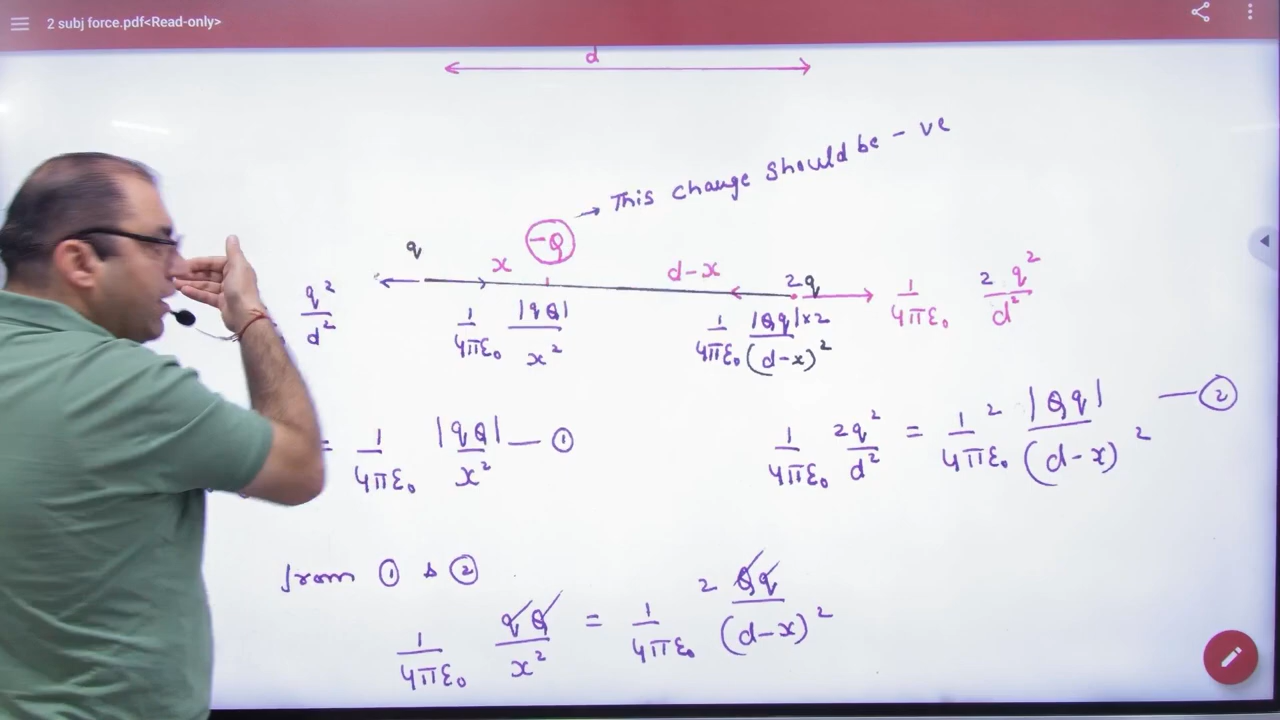 2 subj force.pdf<Read-only>
d
→ This change should be - ve
q x -Q d-x 2q
q²/d² 1/4πε₀ |qQ|/x² 1/4πε₀ |Qq|×2/(d-x)² 1/4πε₀ 2q²/d²
= 1/4πε₀ |qQ|/x² — ① 1/4πε₀ 2q²/d² = 1/4πε₀ 2|Qq|/(d-x)² — ②
from ① & ②
1/4πε₀ qQ/x² = 1/4πε₀ 2Qq/(d-x)²